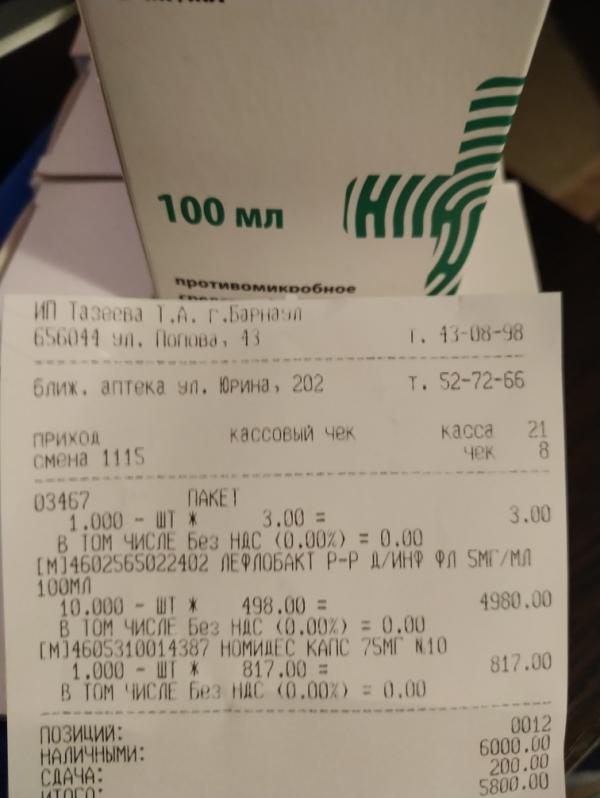 100 мл
противомикробное
средство
ИП Тазеева Т.А. г.Барнаул
656044 ул. Попова, 43 т. 43-08-98
ближ. аптека ул. Юрина, 202 т. 52-72-66
ПРИХОД кассовый чек касса 21
смена 1115 чек 8
03467 ПАКЕТ
1.000 - ШТ * 3.00 = 3.00
В ТОМ ЧИСЛЕ Без НДС (0.00%) = 0.00
[M]4602565022402 ЛЕФЛОБАКТ Р-Р Д/ИНФ ФЛ 5МГ/МЛ
100МЛ
10.000 - ШТ * 498.00 = 4980.00
В ТОМ ЧИСЛЕ Без НДС (0.00%) = 0.00
[M]4605310014387 НОМИДЕС КАПС 75МГ N.10
1.000 - ШТ * 817.00 = 817.00
В ТОМ ЧИСЛЕ Без НДС (0.00%) = 0.00
ПОЗИЦИЙ: 0012
НАЛИЧНЫМИ: 6000.00
СДАЧА: 200.00
ИТОГО: 5800.00